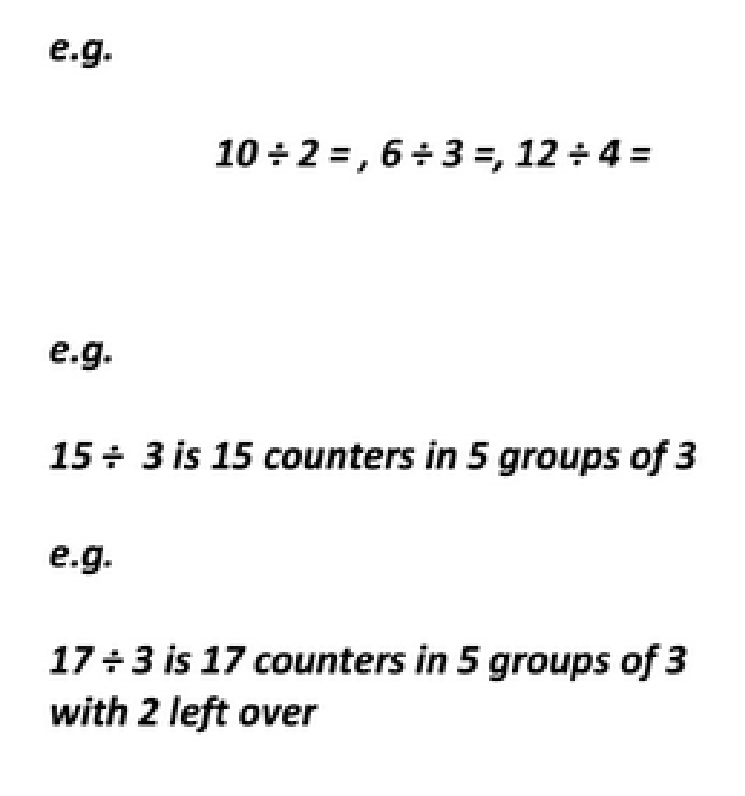 e.g.
10 ÷ 2 = , 6 ÷ 3 =, 12 ÷ 4 =
e.g.
15 ÷  3 is 15 counters in 5 groups of 3
e.g.
17 ÷ 3 is 17 counters in 5 groups of 3
with 2 left over